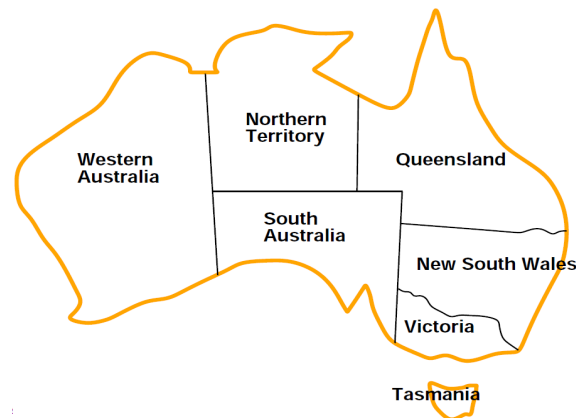 Northern
Territory
Western
Australia
Queensland
South
Australia
New South Wales
Victoria
Tasmania